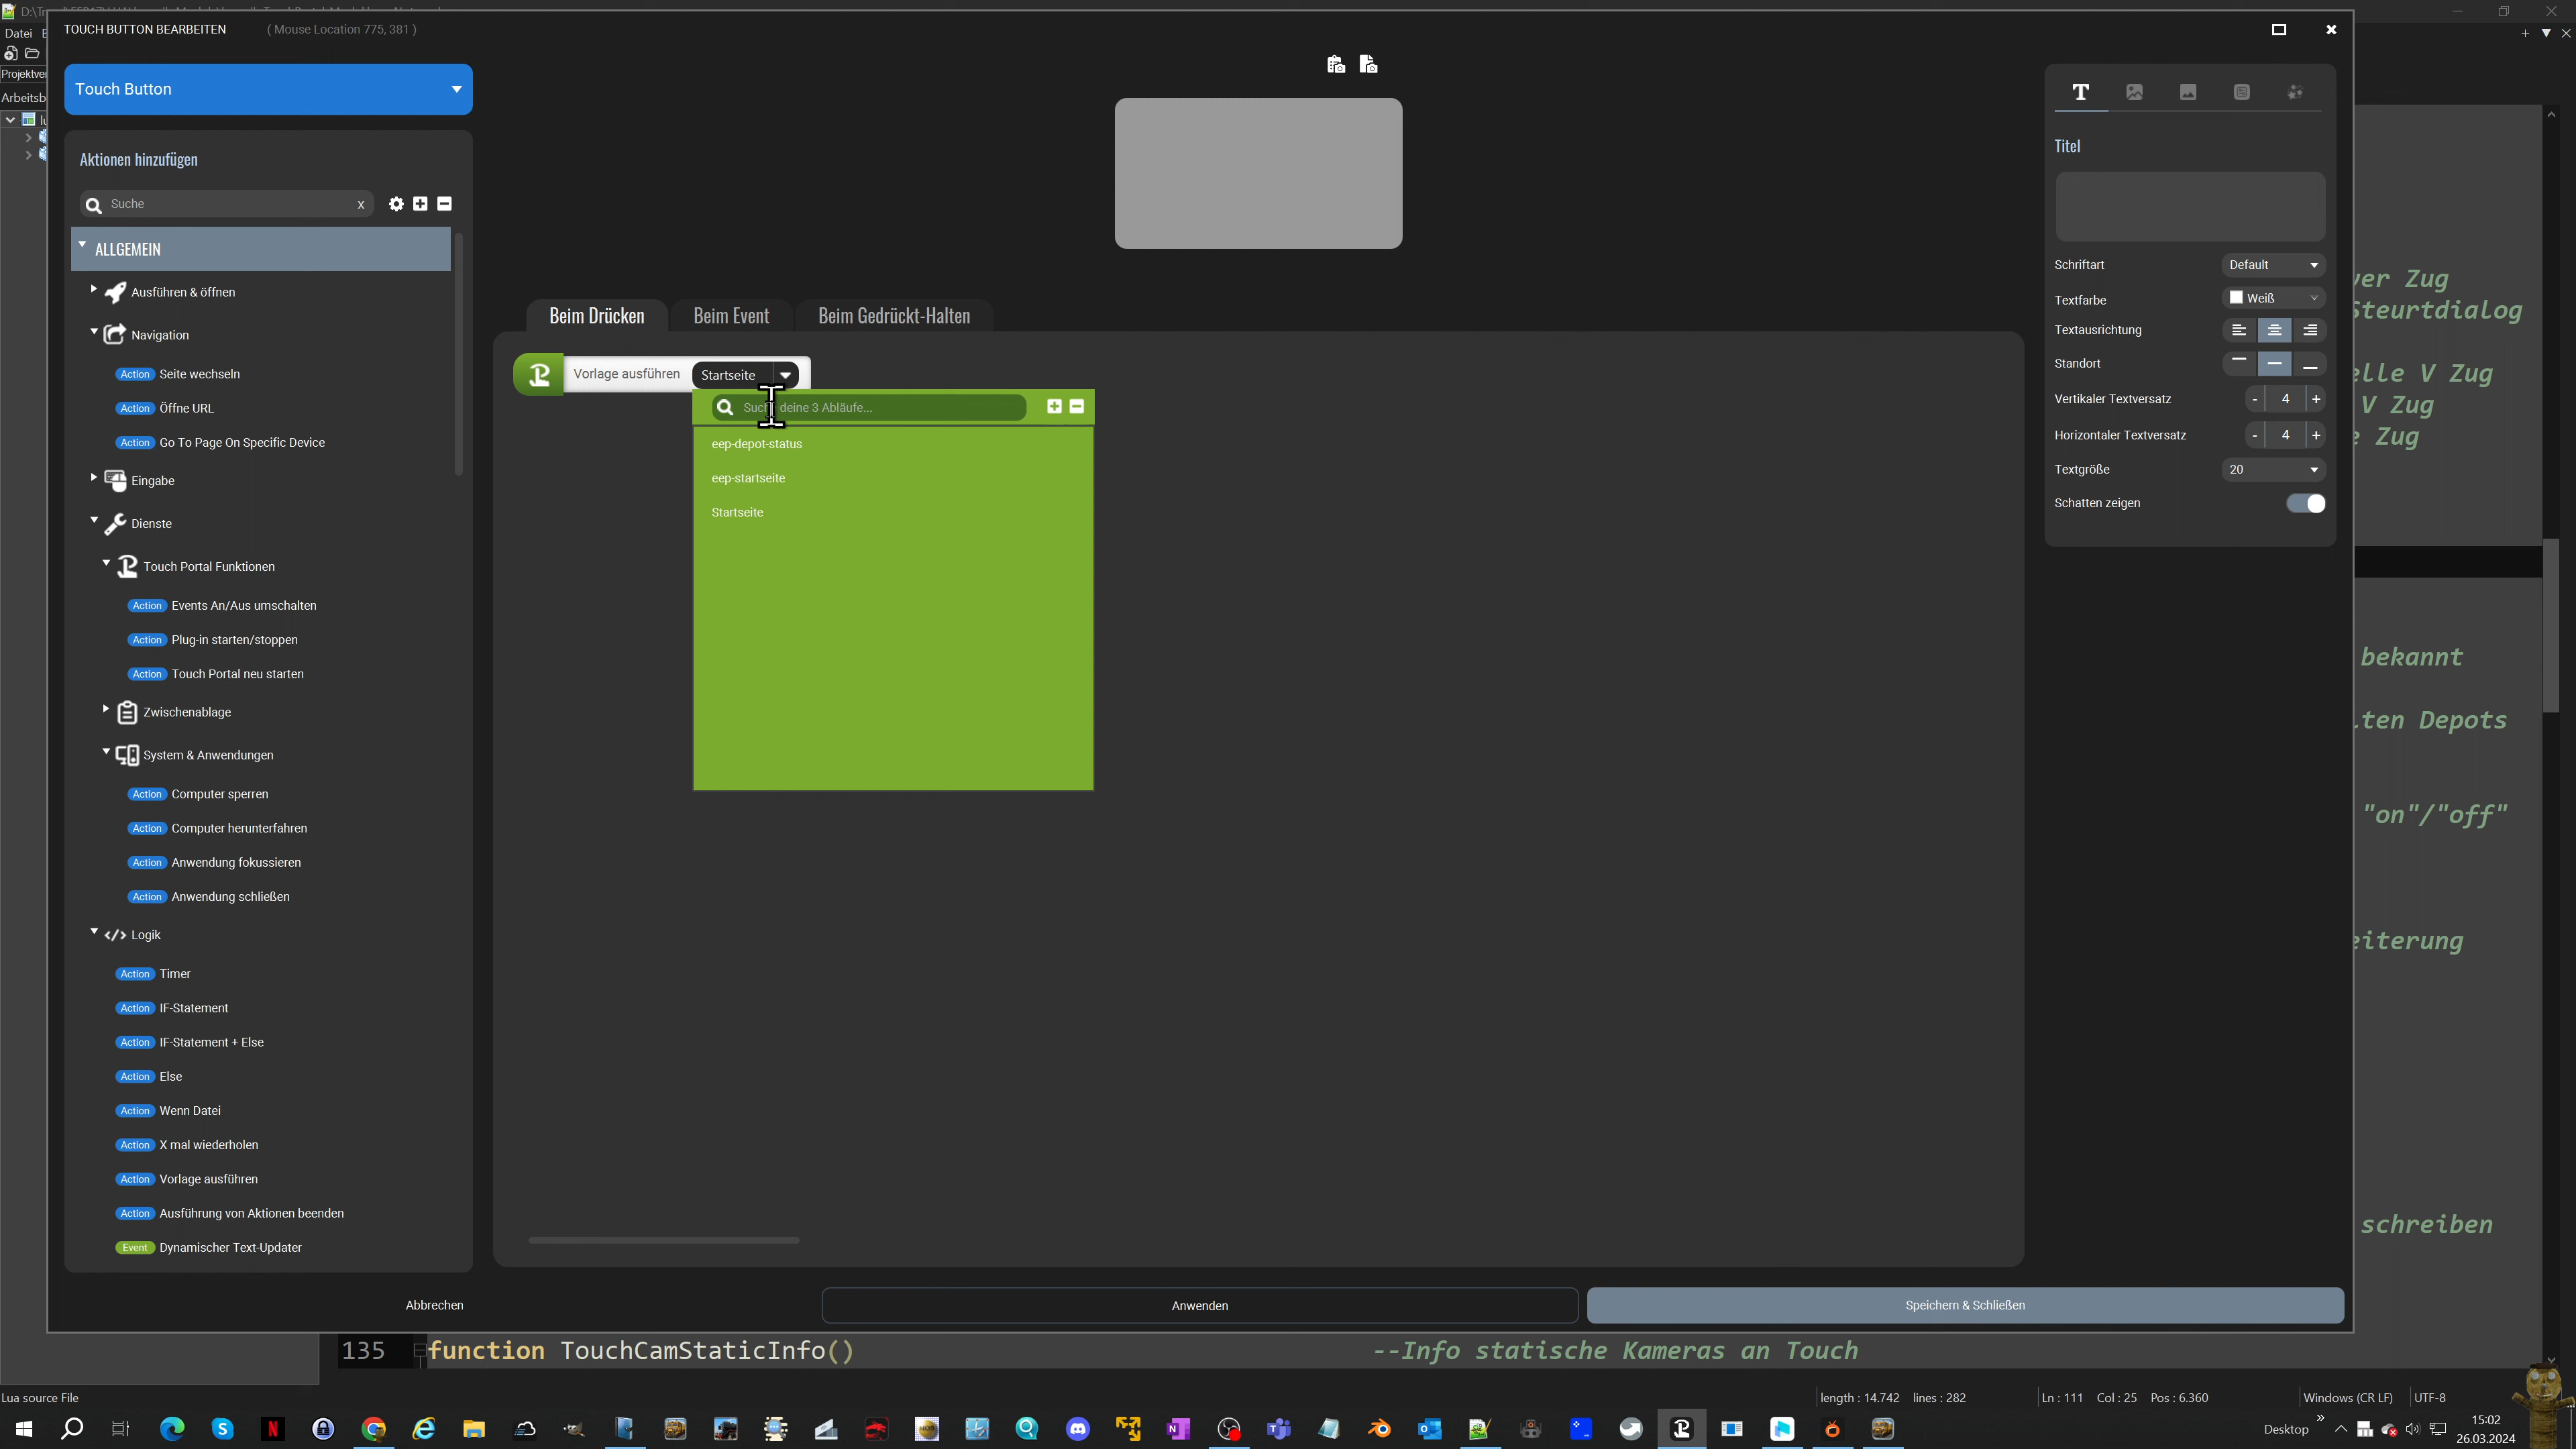 TOUCH BUTTON BEARBEITEN
( Mouse Location 775, 381 )
Datei
Touch Button
Projektver
Arbeitsb
Aktionen hinzufügen
Suche
x
ALLGEMEIN
Ausführen & öffnen
Navigation
Action Seite wechseln
Action Öffne URL
Action Go To Page On Specific Device
Eingabe
Dienste
Touch Portal Funktionen
Action Events An/Aus umschalten
Action Plug-in starten/stoppen
Action Touch Portal neu starten
Zwischenablage
System & Anwendungen
Action Computer sperren
Action Computer herunterfahren
Action Anwendung fokussieren
Action Anwendung schließen
Logik
Action Timer
Action IF-Statement
Action IF-Statement + Else
Action Else
Action Wenn Datei
Action X mal wiederholen
Action Vorlage ausführen
Action Ausführung von Aktionen beenden
Event Dynamischer Text-Updater
Beim Drücken
Beim Event
Beim Gedrückt-Halten
Vorlage ausführen
Startseite
deine 3 Abläufe...
eep-depot-status
eep-startseite
Startseite
T
Titel
Schriftart
Default
Textfarbe
Weiß
Textausrichtung
Standort
Vertikaler Textversatz
- 4 +
Horizontaler Textversatz
- 4 +
Textgröße
20
Schatten zeigen
ver Zug
Steurtdialog
elle V Zug
V Zug
e Zug
bekannt
lten Depots
"on"/"off"
eiterung
schreiben
Abbrechen
Anwenden
Speichern & Schließen
135 function TouchCamStaticInfo() --Info statische Kameras an Touch
Lua source File
length : 14.742 lines : 282
Ln : 111 Col : 25 Pos : 6.360
Windows (CR LF)
UTF-8
Desktop
15:02
26.03.2024